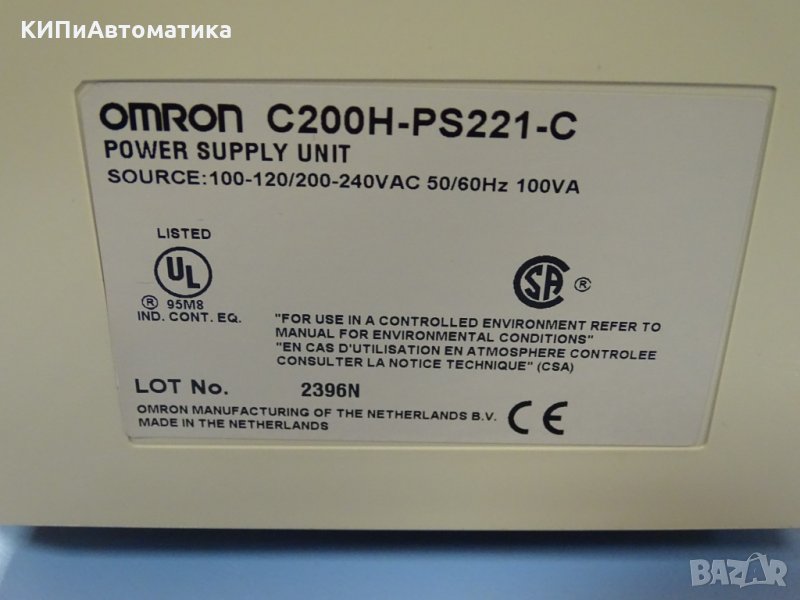 КИПиАвтоматика
OMRON C200H-PS221-C
POWER SUPPLY UNIT
SOURCE:100-120/200-240VAC 50/60Hz 100VA
LISTED
UL
® 95M8
IND. CONT. EQ.
SA ®
"FOR USE IN A CONTROLLED ENVIRONMENT REFER TO
MANUAL FOR ENVIRONMENTAL CONDITIONS"
"EN CAS D'UTILISATION EN ATMOSPHERE CONTROLEE
CONSULTER LA NOTICE TECHNIQUE" (CSA)
LOT No. 2396N
OMRON MANUFACTURING OF THE NETHERLANDS B.V.
MADE IN THE NETHERLANDS
CE
BAZAR